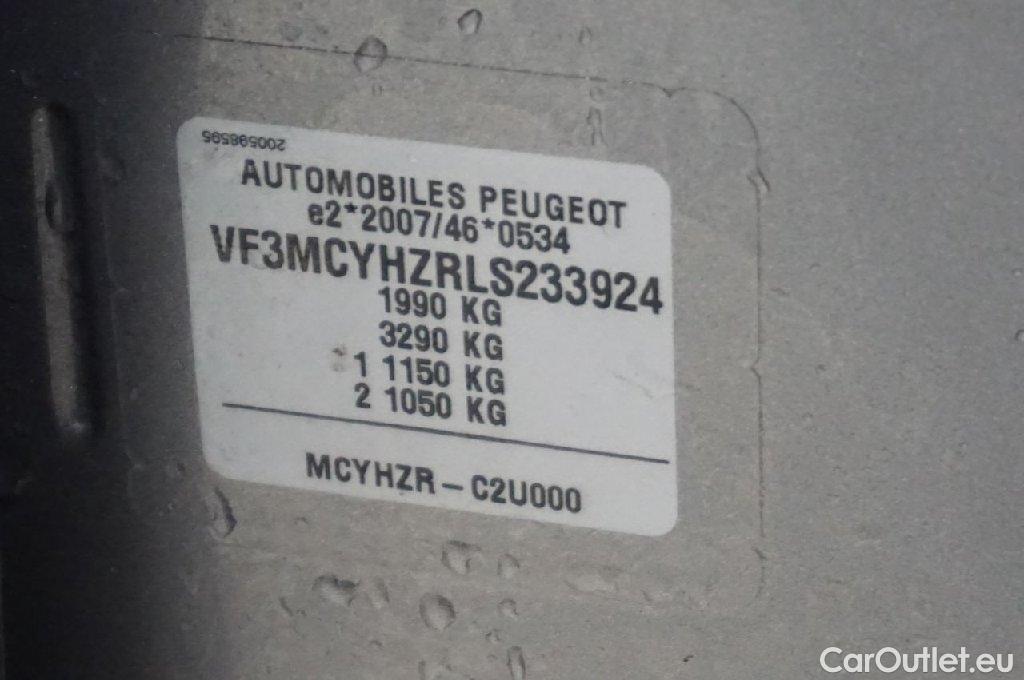 200598595
AUTOMOBILES PEUGEOT
e2*2007/46*0534
VF3MCYHZRLS233924
1990 KG
3290 KG
1 1150 KG
2 1050 KG
MCYHZR - C2U000
CarOutlet.eu